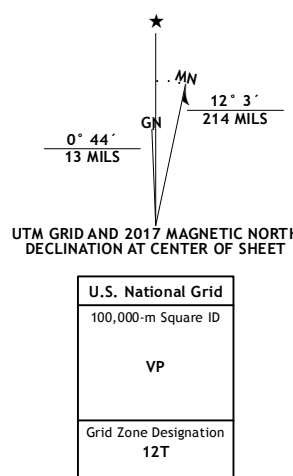 ★
MN
GN
12° 3´
214 MILS
0° 44´
13 MILS
UTM GRID AND 2017 MAGNETIC NORTH
DECLINATION AT CENTER OF SHEET
U.S. National Grid
100,000-m Square ID
VP
Grid Zone Designation
12T